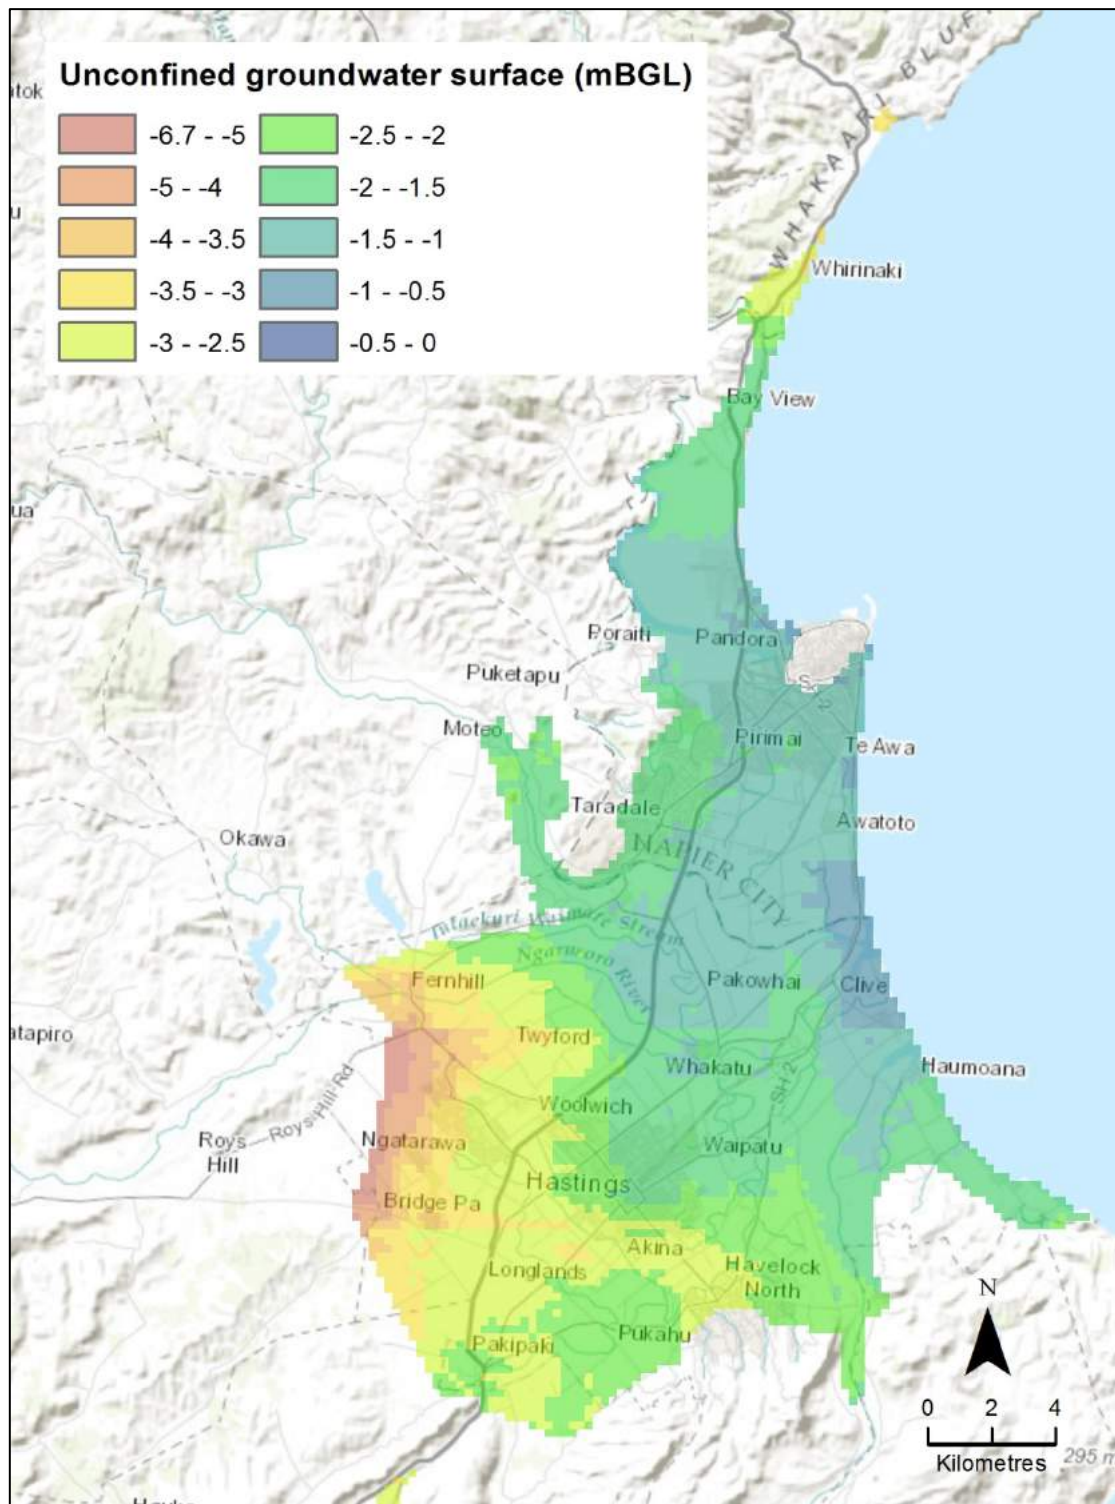 Unconfined groundwater surface (mBGL)
-6.7 - -5
-5 - -4
-4 - -3.5
-3.5 - -3
-3 - -2.5
-2.5 - -2
-2 - -1.5
-1.5 - -1
-1 - -0.5
-0.5 - 0
WHAKAARI BLUFF
Whirinaki
Bay View
Poraiti
Pandora
Puketapu
Moteo
Pirimai
Te Awa
Taradale
Awatoto
Okawa
NAPIER CITY
Tutaekuri Waimate Stream
Ngaruroro River
Fernhill
Pakowhai
Clive
atapiro
Twyford
Whakatu
SH 2
Haumoana
Roys Hill Rd
Woolwich
Roys
Hill
Ngatarawa
Waipatu
Hastings
Bridge Pa
Akina
Longlands
Havelock
North
Pukahu
Pakipaki
N
0 2 4
Kilometres
295 m